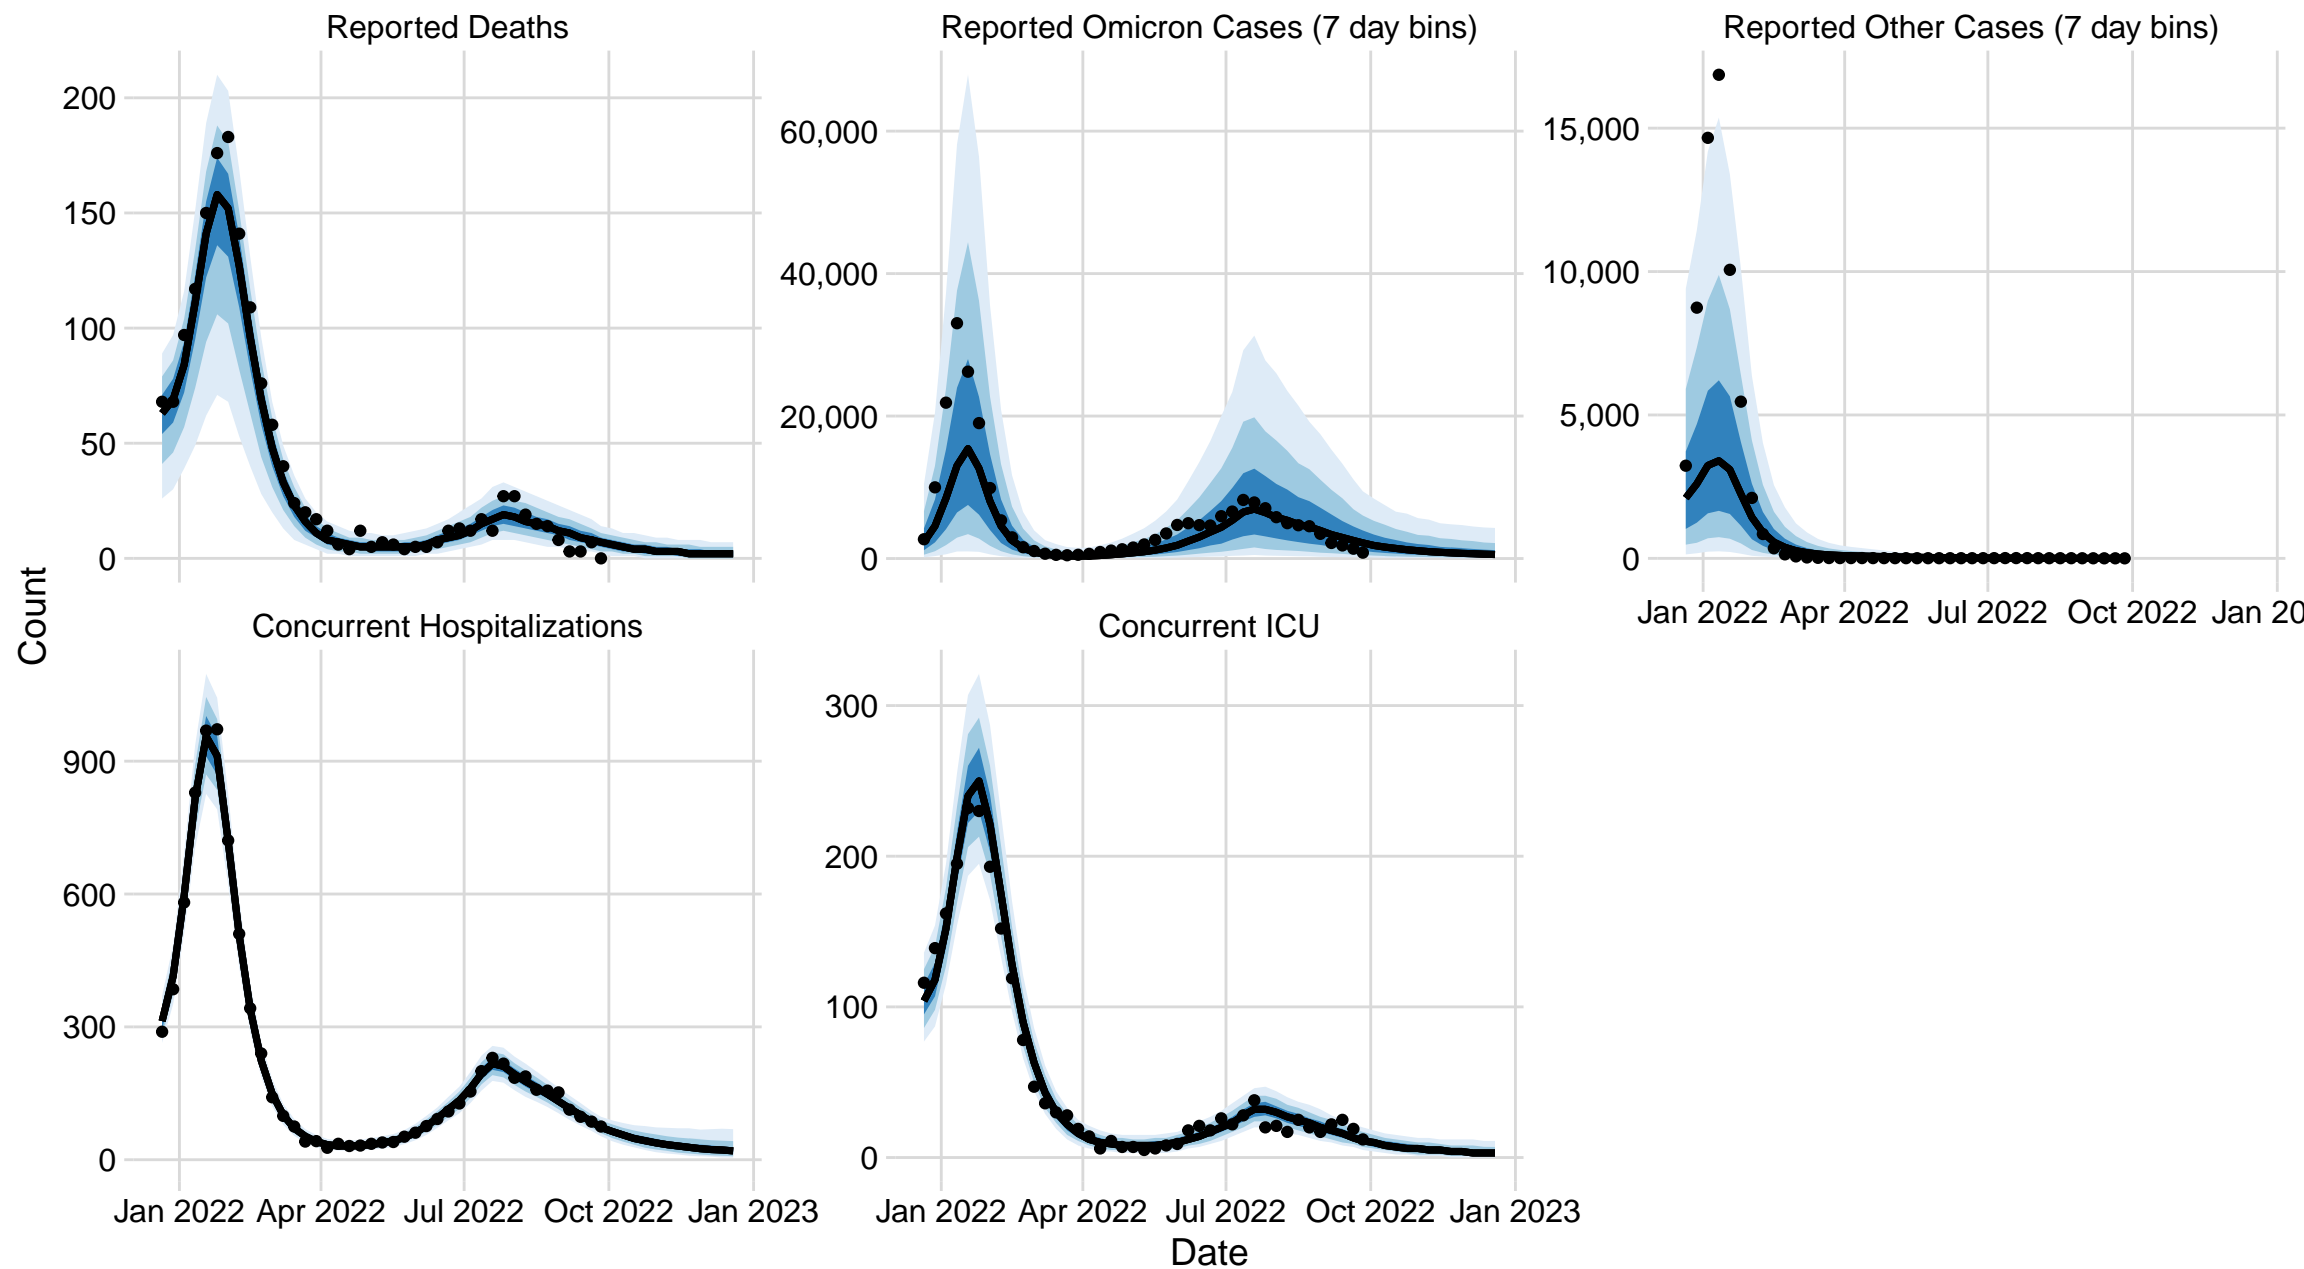 Reported Deaths
Reported Omicron Cases (7 day bins)
Reported Other Cases (7 day bins)
200
150
100
50
0
60,000
40,000
20,000
0
15,000
10,000
5,000
0
Jan 2022 Apr 2022 Jul 2022 Oct 2022 Jan 20
Count
Concurrent Hospitalizations
Concurrent ICU
900
600
300
0
300
200
100
0
Jan 2022 Apr 2022 Jul 2022 Oct 2022 Jan 2023
Jan 2022 Apr 2022 Jul 2022 Oct 2022 Jan 2023
Date